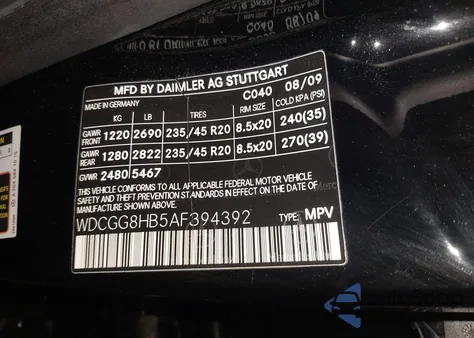 MFD BY DAIMLER AG STUTTGART
MADE IN GERMANY C040 08/09
KG LB TIRES RIM SIZE COLD KPA (PSI)
GAWR FRONT 1220 2690 235/45 R20 8.5x20 240(35)
GAWR REAR 1280 2822 235/45 R20 8.5x20 270(39)
GVWR 2480 5467
THIS VEHICLE CONFORMS TO ALL APPLICABLE FEDERAL MOTOR VEHICLE
SAFETY AND THEFT PREVENTION STANDARDS IN EFFECT ON THE DATE OF
MANUFACTURE SHOWN ABOVE.
WDCGG8HB5AF394392 TYPE: MPV